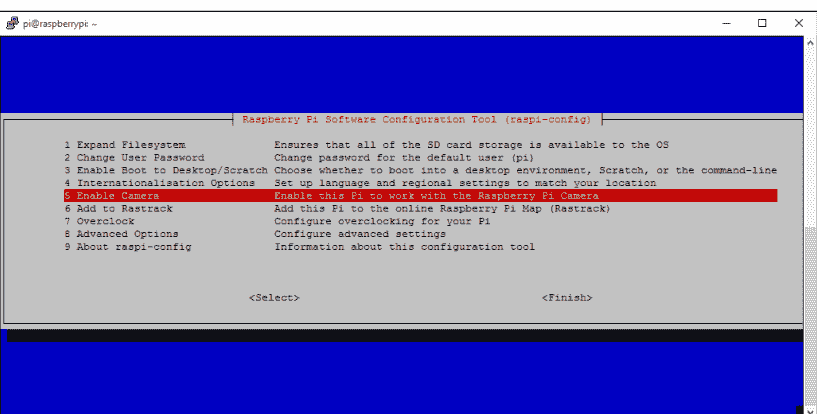 pi@raspberrypi: ~
Raspberry Pi Software Configuration Tool (raspi-config)
1 Expand Filesystem Ensures that all of the SD card storage is available to the OS
2 Change User Password Change password for the default user (pi)
3 Enable Boot to Desktop/Scratch Choose whether to boot into a desktop environment, Scratch, or the command-line
4 Internationalisation Options Set up language and regional settings to match your location
5 Enable Camera Enable this Pi to work with the Raspberry Pi Camera
6 Add to Rastrack Add this Pi to the online Raspberry Pi Map (Rastrack)
7 Overclock Configure overclocking for your Pi
8 Advanced Options Configure advanced settings
9 About raspi-config Information about this configuration tool
<Select> <Finish>